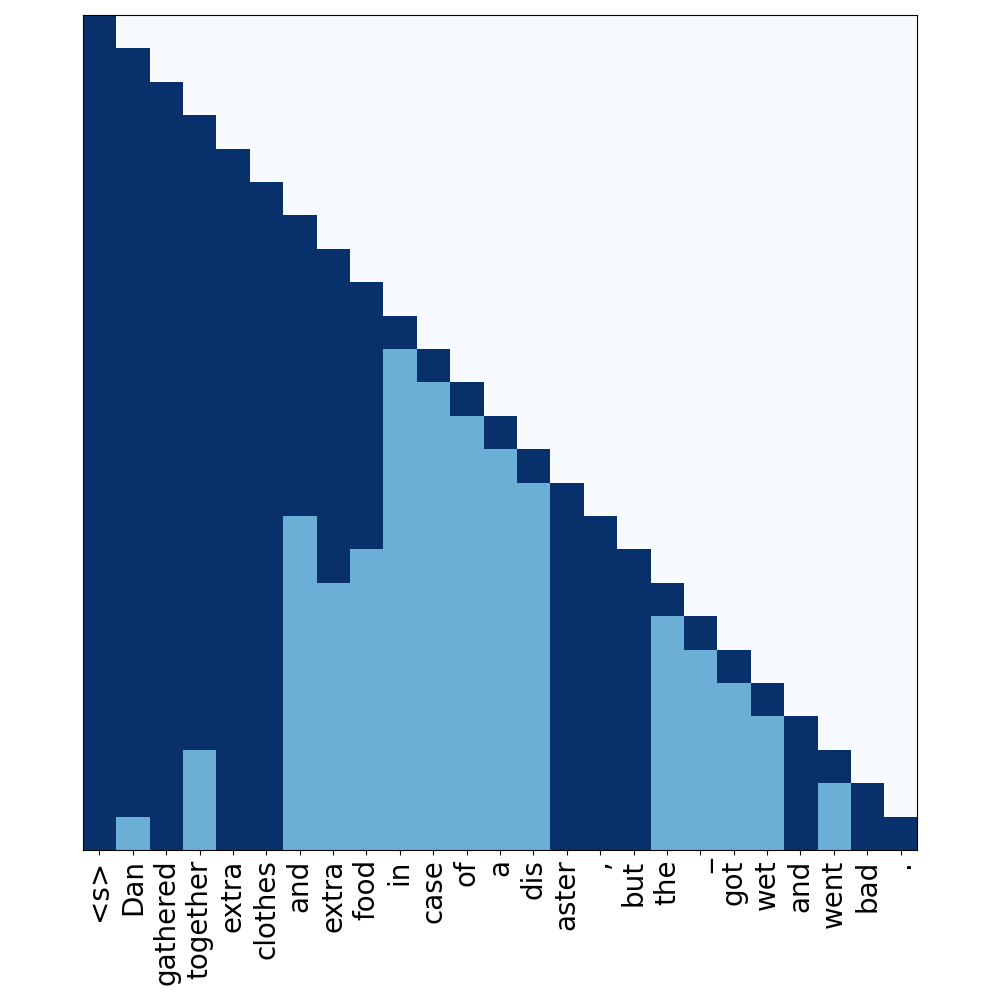 <s>
Dan
gathered
together
extra
clothes
and
extra
food
in
case
of
a
dis
aster
,
but
the
_
got
wet
and
went
bad
.